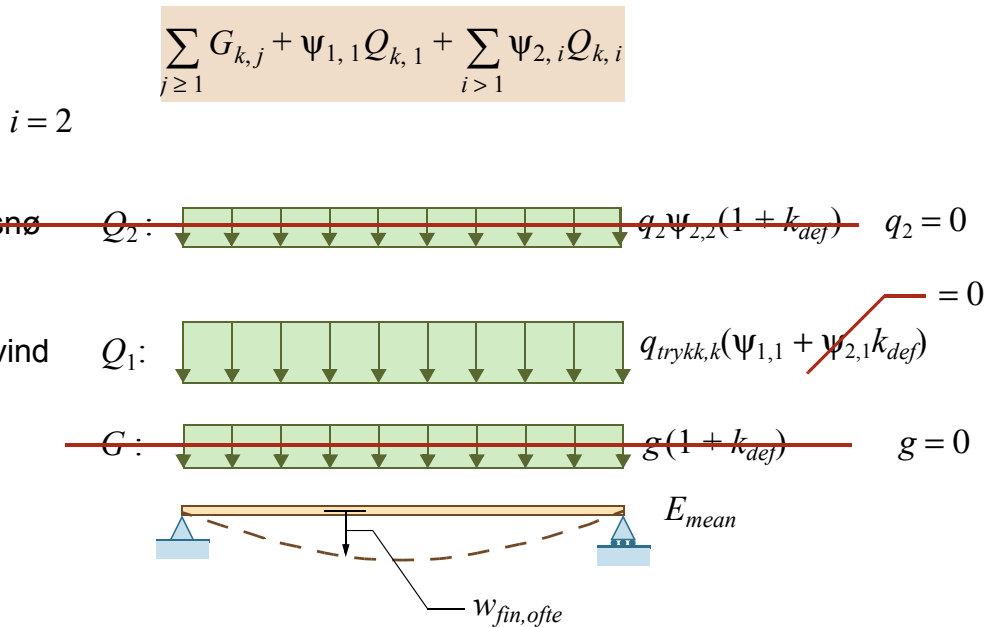 ∑_{j ≥ 1} G_{k, j} + ψ_{1, 1} Q_{k, 1} + ∑_{i > 1} ψ_{2, i} Q_{k, i}
i = 2
snø Q_2 : q_2ψ_{2,2}(1 + k_{def}) q_2 = 0
= 0
vind Q_1: q_{trykk,k}(ψ_{1,1} + ψ_{2,1}k_{def})
G : g(1 + k_{def}) g = 0
E_{mean}
w_{fin,ofte}